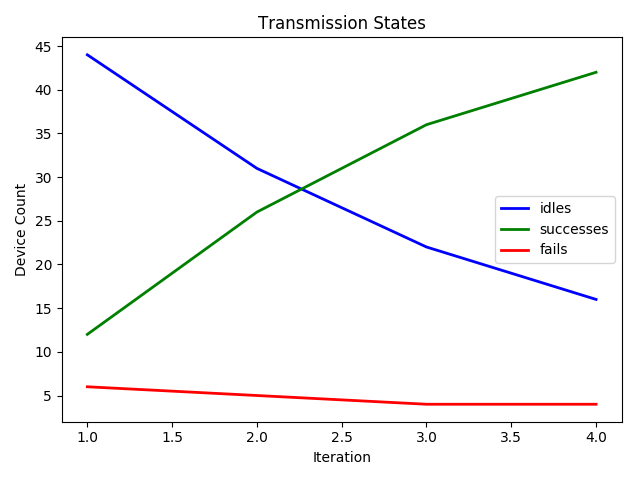 Transmission States
45
40
35
30
25
20
15
10
5
Device Count
idles
successes
fails
1.0 1.5 2.0 2.5 3.0 3.5 4.0
Iteration